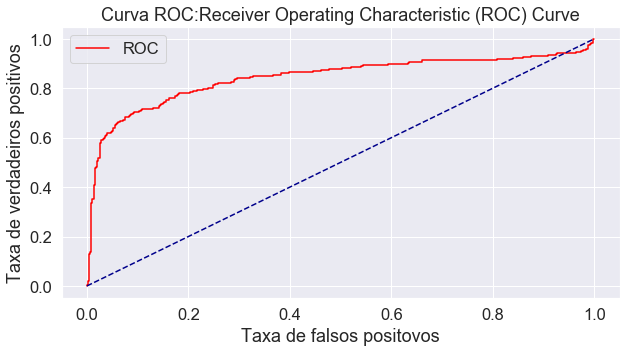 Curva ROC:Receiver Operating Characteristic (ROC) Curve
ROC
Taxa de verdadeiros positivos
1.0
0.8
0.6
0.4
0.2
0.0
0.0 0.2 0.4 0.6 0.8 1.0
Taxa de falsos positovos